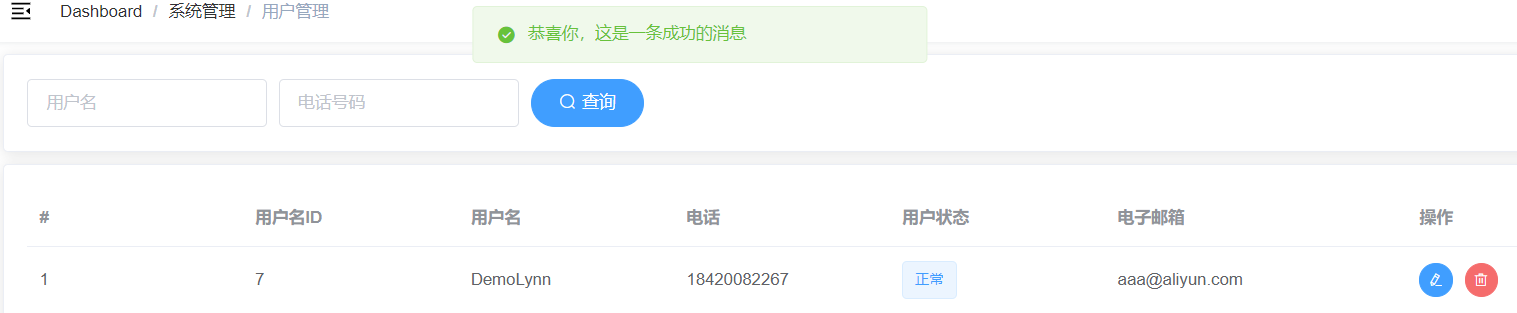 Dashboard / 系统管理 / 用户管理
恭喜你，这是一条成功的消息
用户名 电话号码 查询
# 用户名ID 用户名 电话 用户状态 电子邮箱 操作
1 7 DemoLynn 18420082267 正常 aaa@aliyun.com